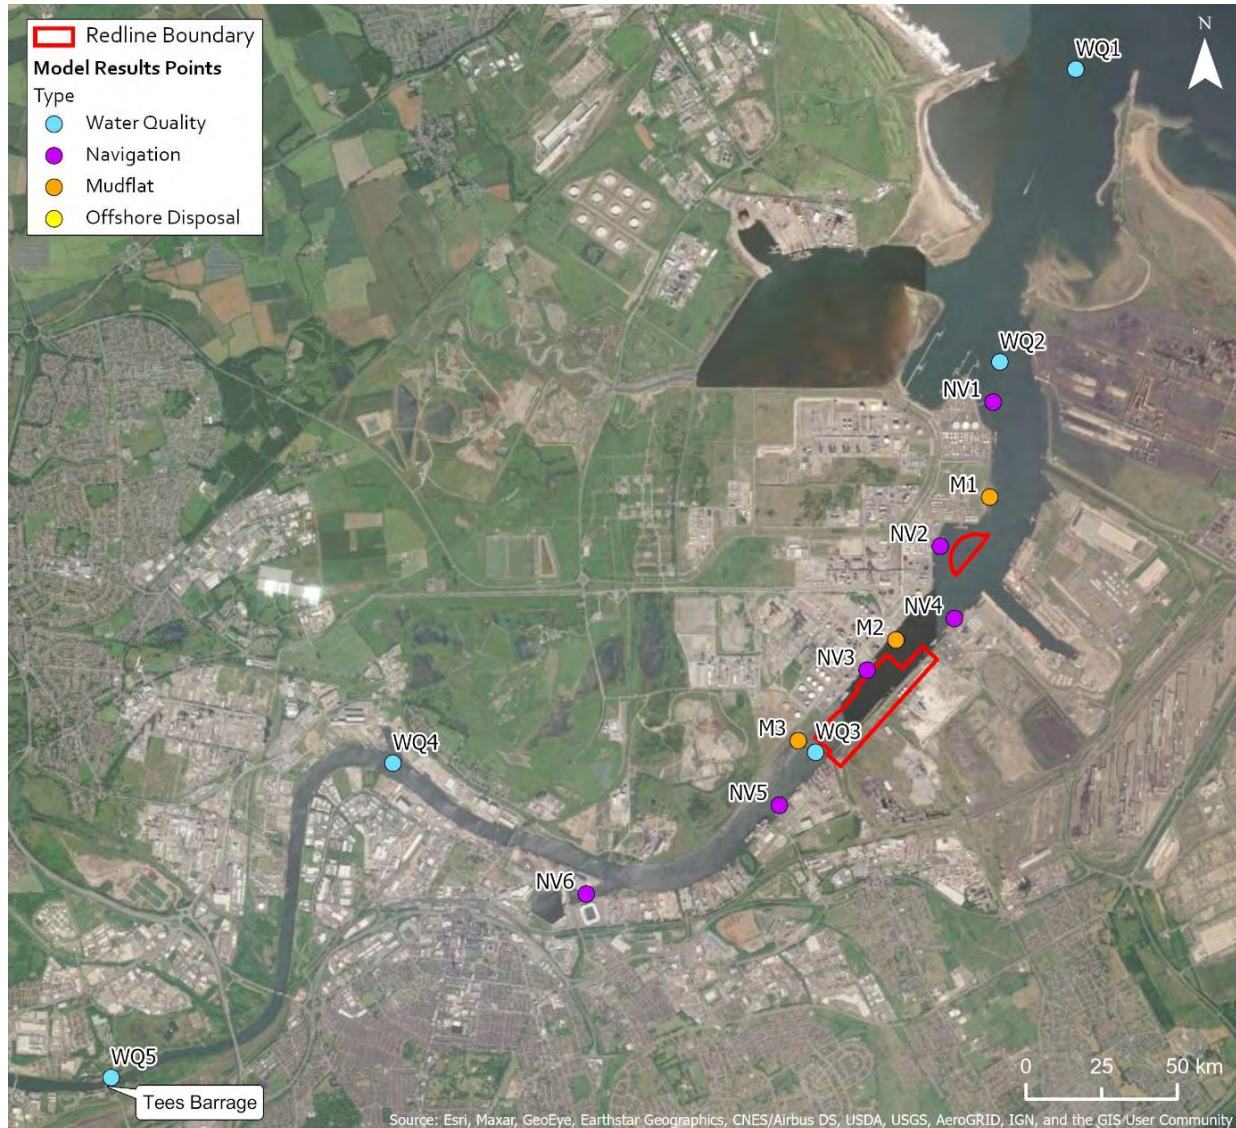 Redline Boundary
Model Results Points
Type
Water Quality
Navigation
Mudflat
Offshore Disposal
N
WQ1
WQ2
NV1
M1
NV2
NV4
M2
NV3
M3
WQ3
WQ4
NV5
NV6
WQ5
Tees Barrage
0 25 50 km
Source: Esri, Maxar, GeoEye, Earthstar Geographics, CNES/Airbus DS, USDA, USGS, AeroGRID, IGN, and the GIS User Community